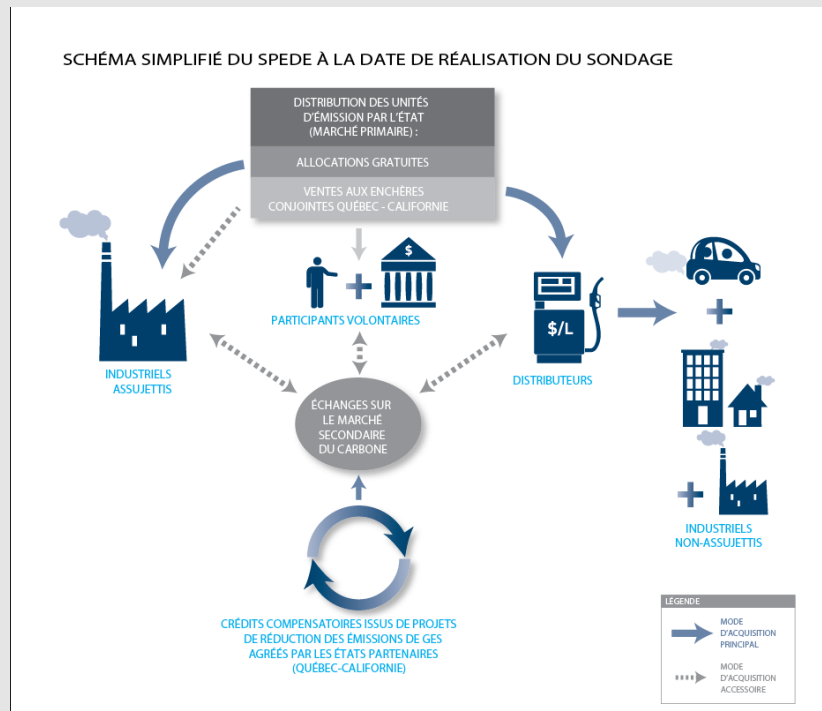 SCHÉMA SIMPLIFIÉ DU SPEDE À LA DATE DE RÉALISATION DU SONDAGE
DISTRIBUTION DES UNITÉS
D'ÉMISSION PAR L'ÉTAT
(MARCHÉ PRIMAIRE) :
ALLOCATIONS GRATUITES
VENTES AUX ENCHÈRES
CONJOINTES QUÉBEC - CALIFORNIE
$
PARTICIPANTS VOLONTAIRES
$/L
INDUSTRIELS
ASSUJETTIS
DISTRIBUTEURS
ÉCHANGES SUR
LE MARCHÉ
SECONDAIRE
DU CARBONE
INDUSTRIELS
NON-ASSUJETTIS
CRÉDITS COMPENSATOIRES ISSUS DE PROJETS
DE RÉDUCTION DES ÉMISSIONS DE GES
AGRÉÉS PAR LES ÉTATS PARTENAIRES
(QUÉBEC-CALIFORNIE)
LÉGENDE
MODE
D'ACQUISITION
PRINCIPAL
MODE
D'ACQUISITION
ACCESSOIRE